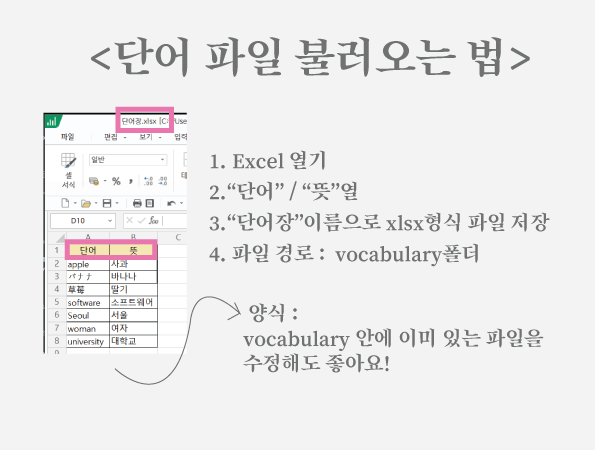 <단어 파일 불러오는 법>
단어장.xlsx [C:
파일 편집 보기 입력
셀
서식
일반
%
D10
A B C
1 단어 뜻
2 apple 사과
3 バナナ 바나나
4 草莓 딸기
5 software 소프트웨어
6 Seoul 서울
7 woman 여자
8 university 대학교
9
1. Excel 열기
2.“단어” / “뜻”열
3.“단어장”이름으로 xlsx형식 파일 저장
4. 파일 경로 : vocabulary폴더
양식 :
vocabulary 안에 이미 있는 파일을
수정해도 좋아요!